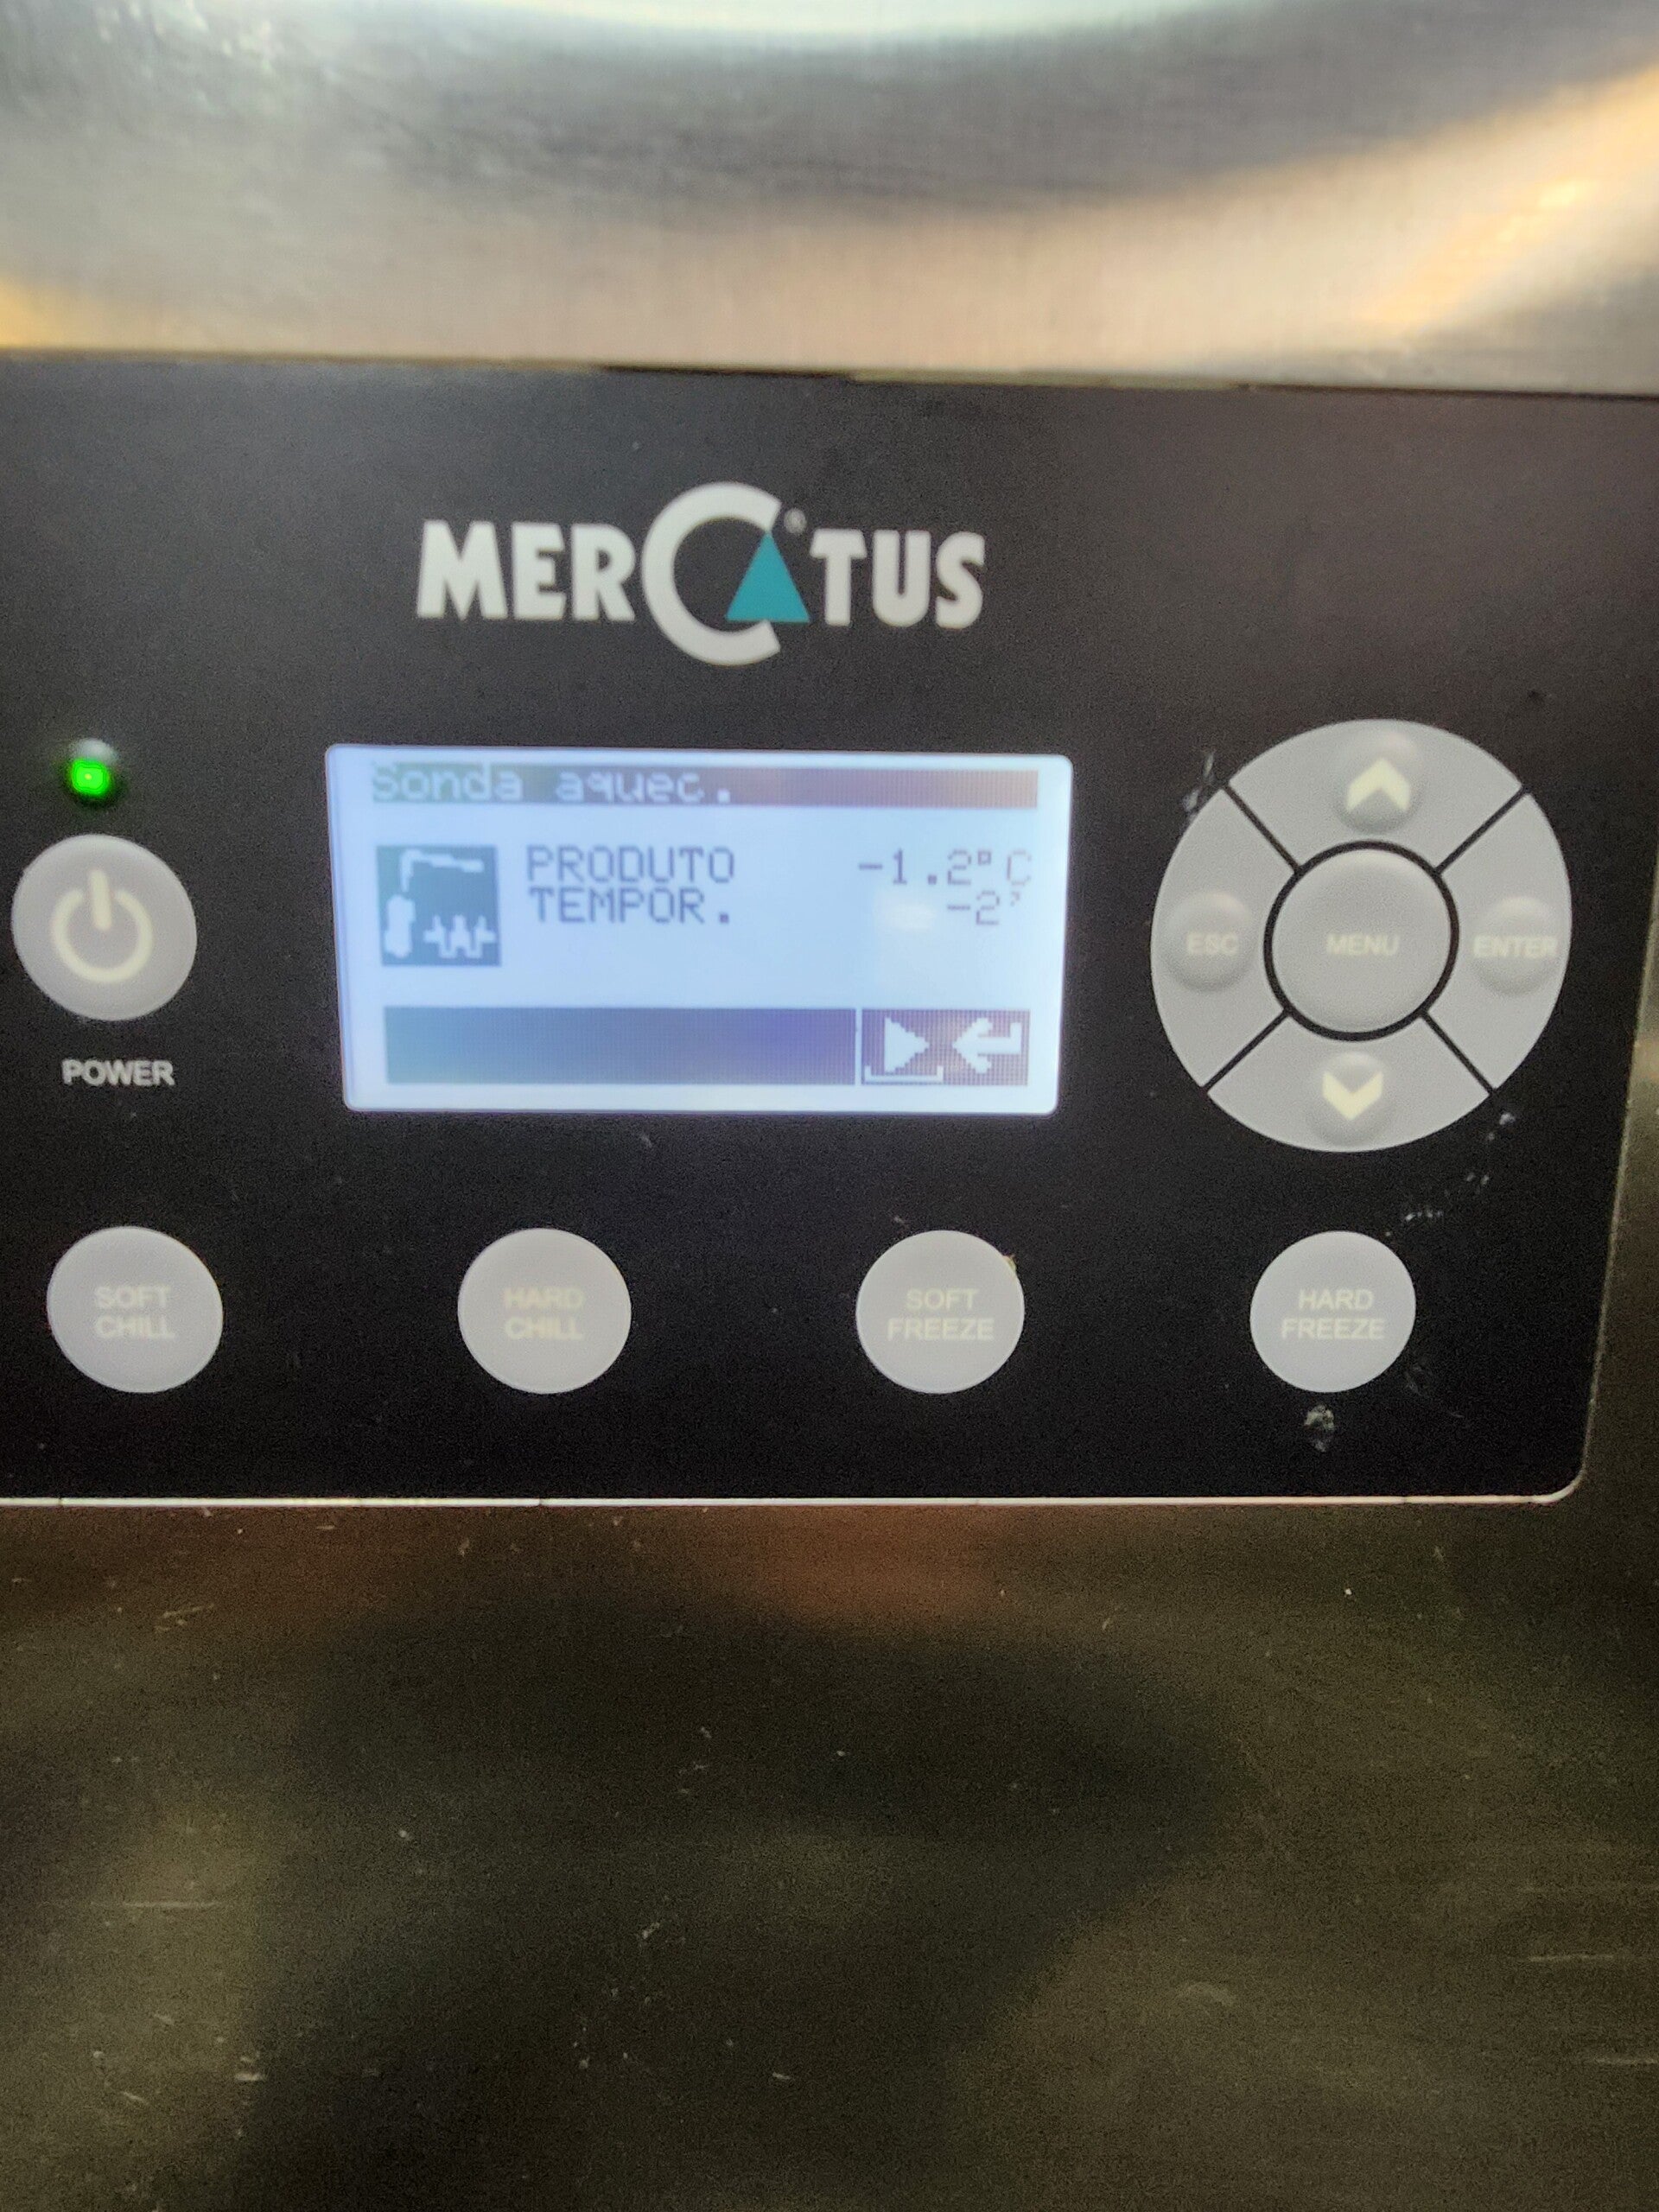 MERCATUS®
Sonda aquec.
PRODUTO -1.2°C
TEMPOR. -2'
POWER
ESC
MENU
ENTER
SOFT
CHILL
HARD
CHILL
SOFT
FREEZE
HARD
FREEZE